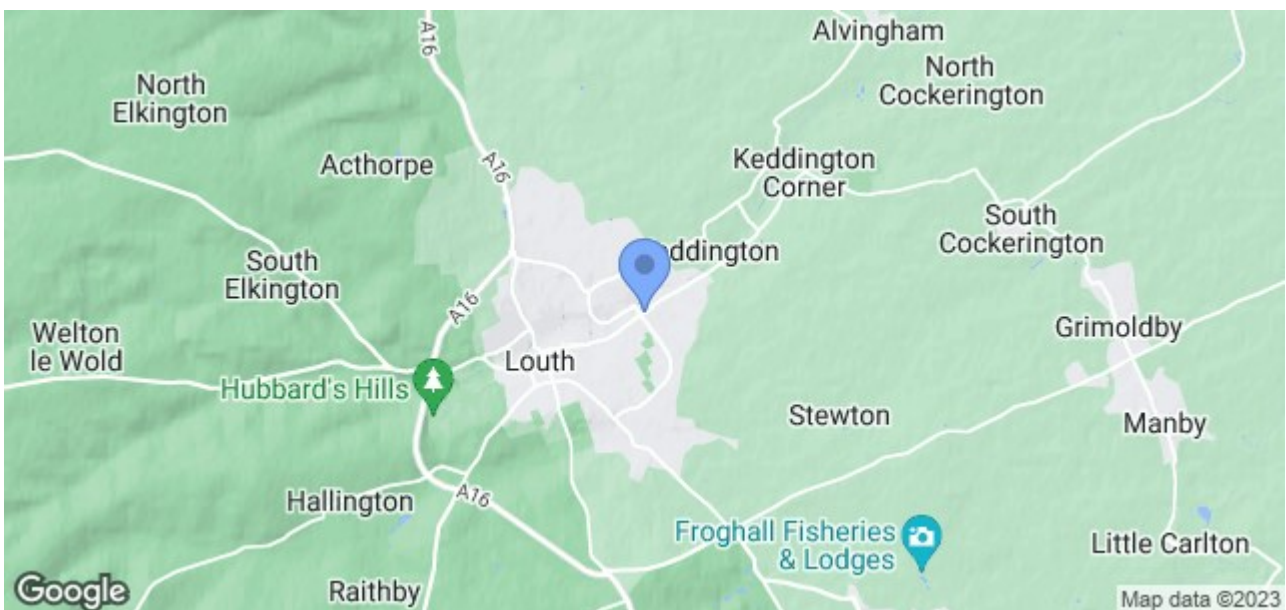 A16
Alvingham
North
Elkington
North
Cockerington
Acthorpe
A16
Keddington
Corner
South
Cockerington
South
Elkington
eddington
A16
Welton
le Wold
Grimoldby
Louth
Hubbard's Hills
Stewton
Manby
Hallington
A16
Froghall Fisheries
& Lodges
Little Carlton
Raithby
Google
Map data ©2023